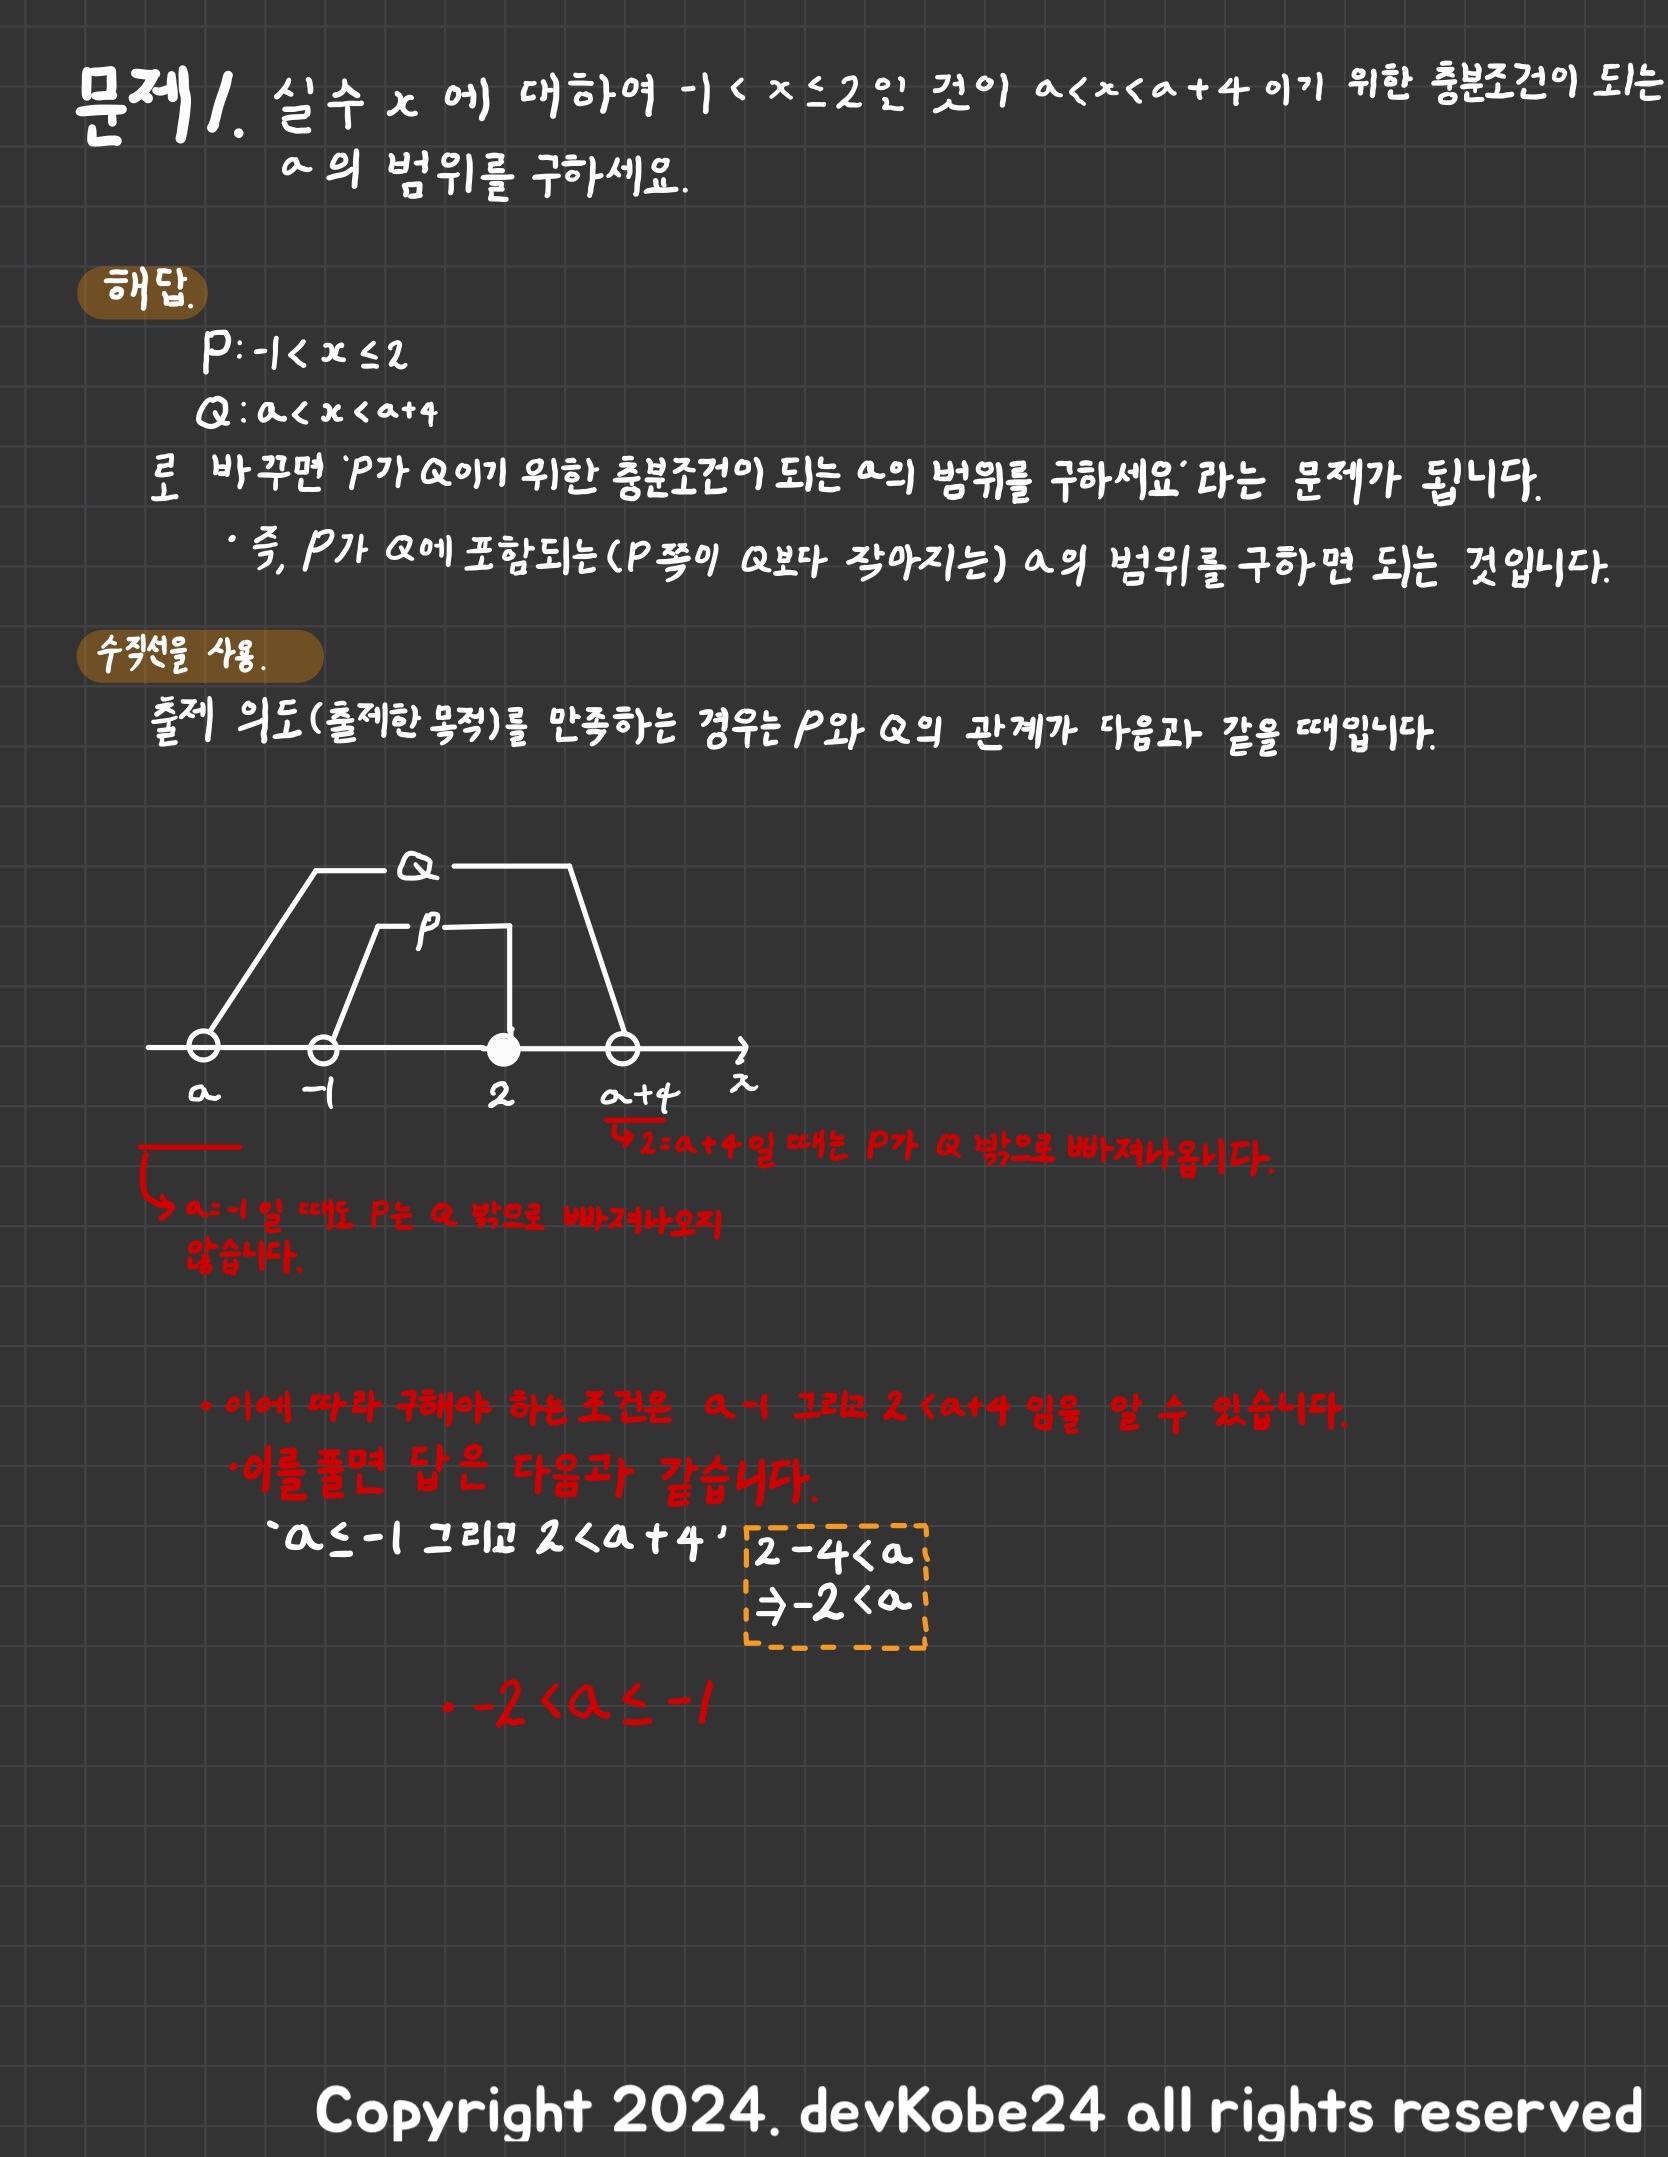 문제1. 실수 x에 대하여 -1 < x ≤ 2인 것이 a<x<a+4 이기 위한 충분조건이 되는
a의 범위를 구하세요.
해답.
P: -1 < x ≤ 2
Q: a < x < a+4
로 바꾸면 'P가 Q이기 위한 충분조건이 되는 a의 범위를 구하세요'라는 문제가 됩니다.
· 즉, P가 Q에 포함되는(P쪽이 Q보다 작아지는) a의 범위를 구하면 되는 것입니다.
수직선을 사용.
출제 의도(출제한 목적)를 만족하는 경우는 P와 Q의 관계가 다음과 같을 때입니다.
Q
P
a -1 2 a+4 x
↳ 2=a+4일 때는 P가 Q 밖으로 빠져나옵니다.
↳ a=-1일 때도 P는 Q 밖으로 빠져나오지
않습니다.
· 이에 따라 구해야 하는 조건은 a-1 그리고 2<a+4 임을 알 수 있습니다.
· 이를 풀면 답은 다음과 같습니다.
'a≤-1 그리고 2<a+4'
2-4<a
⇒-2<a
· -2<a≤-1
Copyright 2024. devKobe24 all rights reserved